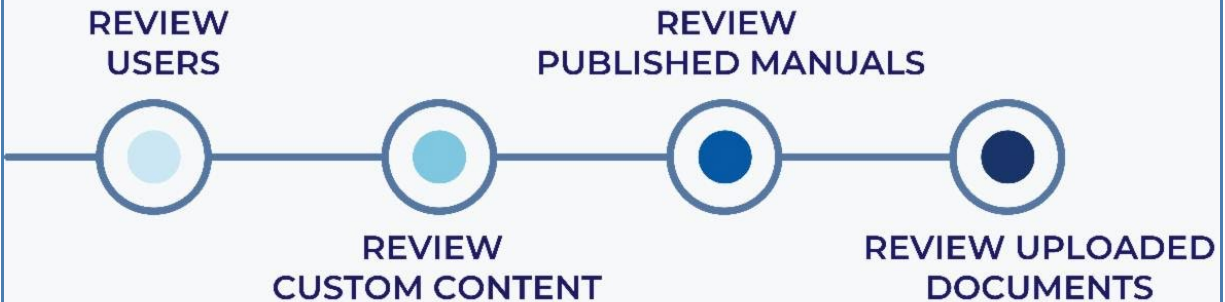 REVIEW
USERS
REVIEW
CUSTOM CONTENT
REVIEW
PUBLISHED MANUALS
REVIEW UPLOADED
DOCUMENTS